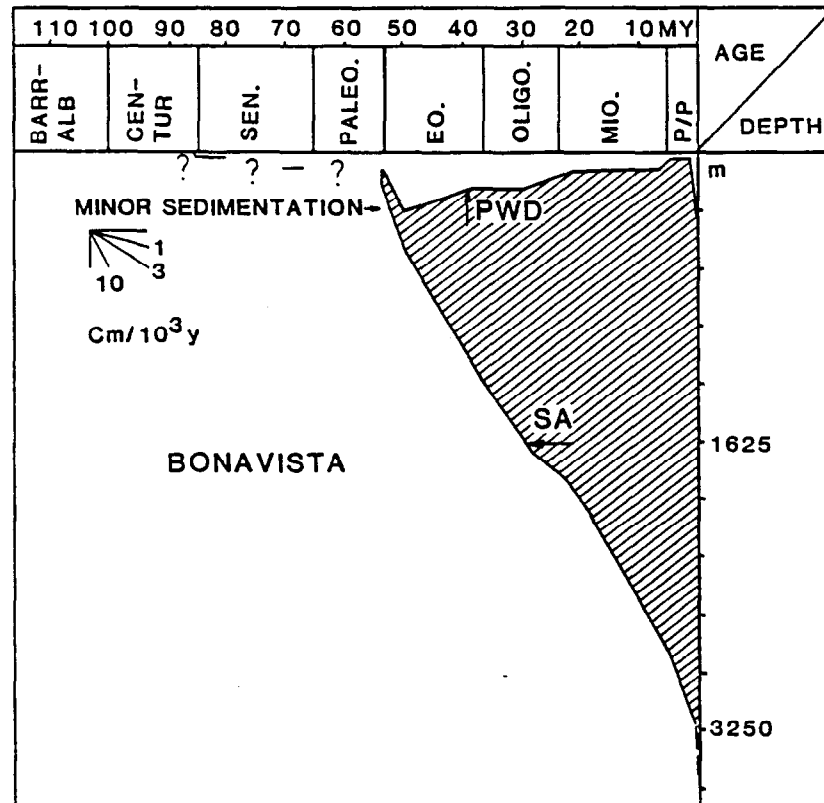 110 100 90 80 70 60 50 40 30 20 10 MY
AGE
DEPTH
BARR-
ALB
CEN-
TUR
SEN.
PALEO.
EO.
OLIGO.
MIO.
P/P
? — ? — ?
m
MINOR SEDIMENTATION→
PWD
1
3
10
Cm/10³y
SA
1625
BONAVISTA
3250